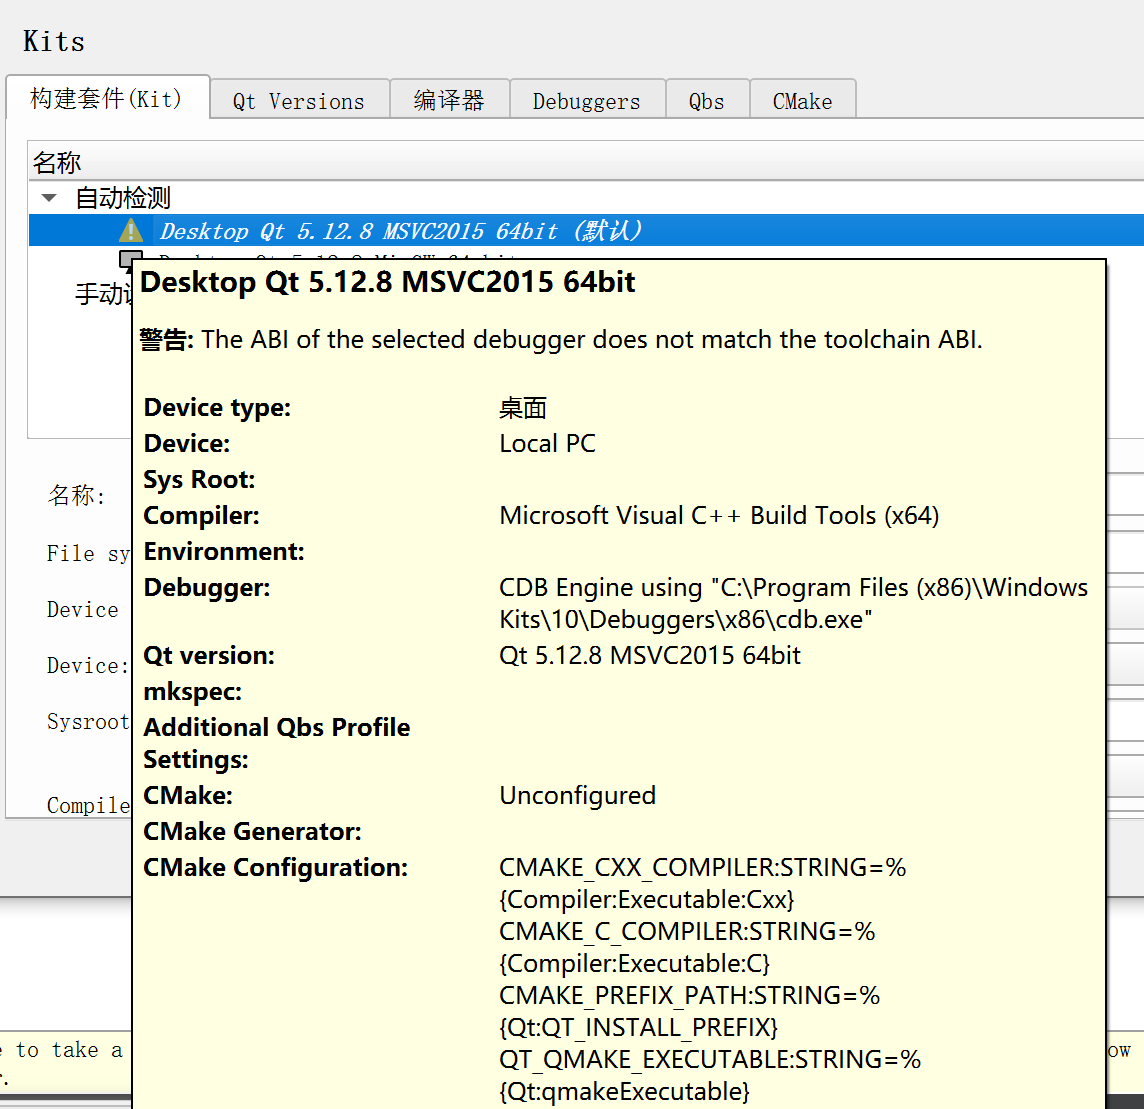 Kits
构建套件(Kit) Qt Versions 编译器 Debuggers Qbs CMake
名称
自动检测
Desktop Qt 5.12.8 MSVC2015 64bit (默认)
手动
Desktop Qt 5.12.8 MSVC2015 64bit
警告: The ABI of the selected debugger does not match the toolchain ABI.
Device type: 桌面
Device: Local PC
Sys Root:
Compiler: Microsoft Visual C++ Build Tools (x64)
Environment:
Debugger: CDB Engine using "C:\Program Files (x86)\Windows
Kits\10\Debuggers\x86\cdb.exe"
Qt version: Qt 5.12.8 MSVC2015 64bit
mkspec:
Additional Qbs Profile
Settings:
CMake: Unconfigured
CMake Generator:
CMake Configuration: CMAKE_CXX_COMPILER:STRING=%
{Compiler:Executable:Cxx}
CMAKE_C_COMPILER:STRING=%
{Compiler:Executable:C}
CMAKE_PREFIX_PATH:STRING=%
{Qt:QT_INSTALL_PREFIX}
QT_QMAKE_EXECUTABLE:STRING=%
{Qt:qmakeExecutable}
名称:
File sy
Device
Device:
Sysroot
Compile
to take a
ow